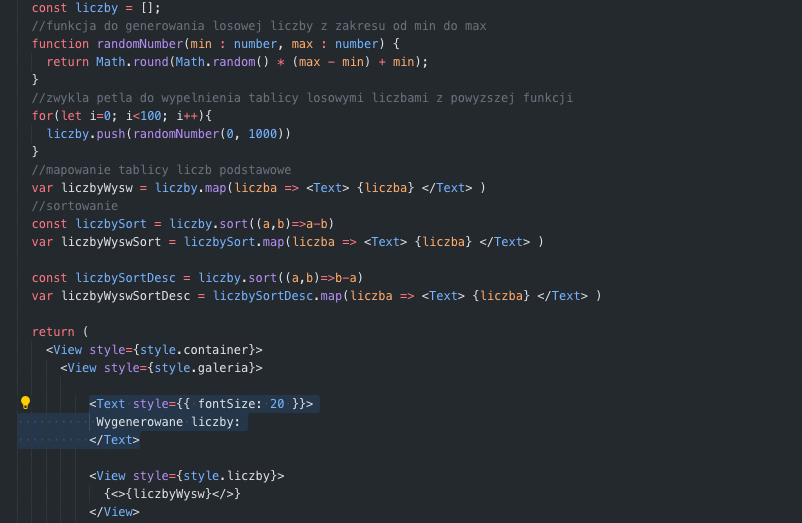 const liczby = [];
//funkcja do generowania losowej liczby z zakresu od min do max
function randomNumber(min : number, max : number) {
  return Math.round(Math.random() * (max - min) + min);
}
//zwykla petla do wypelnienia tablicy losowymi liczbami z powyzszej funkcji
for(let i=0; i<100; i++){
  liczby.push(randomNumber(0, 1000))
}
//mapowanie tablicy liczb podstawowe
var liczbyWysw = liczby.map(liczba => <Text> {liczba} </Text> )
//sortowanie
const liczbySort = liczby.sort((a,b)=>a-b)
var liczbyWyswSort = liczbySort.map(liczba => <Text> {liczba} </Text> )

const liczbySortDesc = liczby.sort((a,b)=>b-a)
var liczbyWyswSortDesc = liczbySortDesc.map(liczba => <Text> {liczba} </Text> )

return (
  <View style={style.container}>
    <View style={style.galeria}>

        <Text style={{ fontSize: 20 }}>
         Wygenerowane liczby:
        </Text>

        <View style={style.liczby}>
          {<>{liczbyWysw}</>}
        </View>